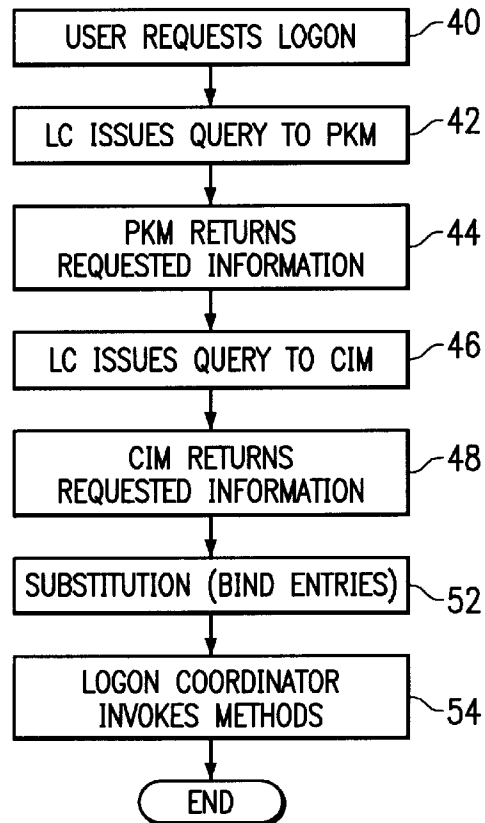 USER REQUESTS LOGON
40
LC ISSUES QUERY TO PKM
42
PKM RETURNS
REQUESTED INFORMATION
44
LC ISSUES QUERY TO CIM
46
CIM RETURNS
REQUESTED INFORMATION
48
SUBSTITUTION (BIND ENTRIES)
52
LOGON COORDINATOR
INVOKES METHODS
54
END